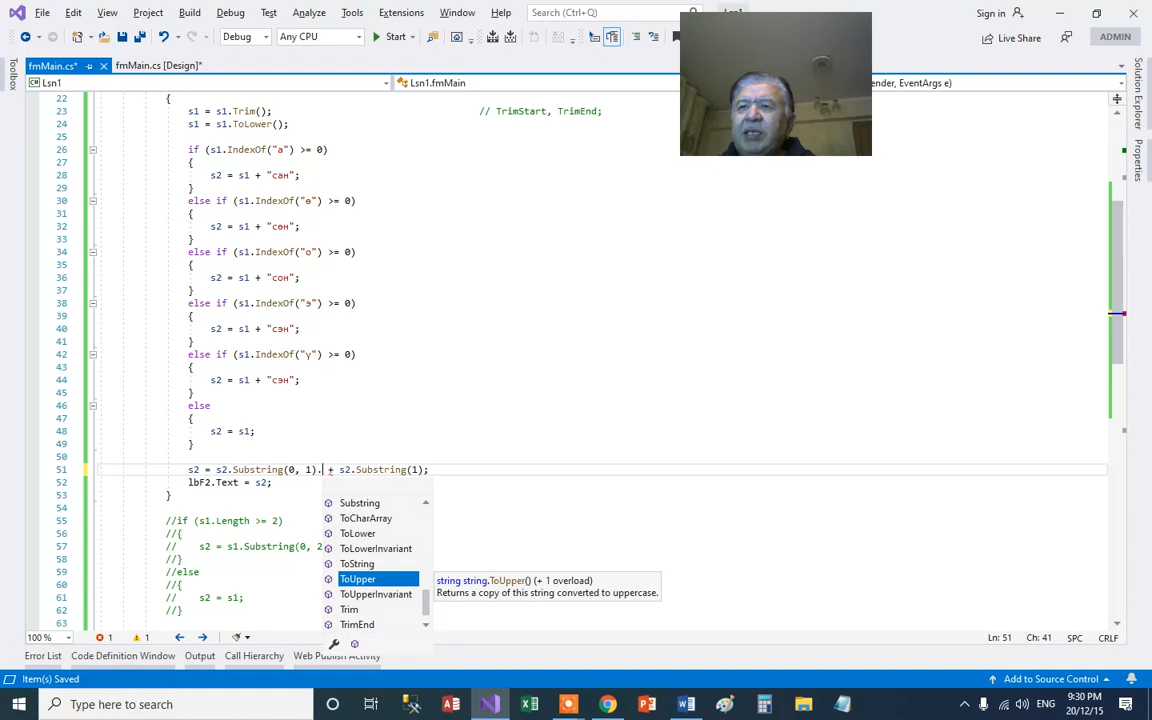 File Edit View Project Build Debug Test Analyze Tools Extensions Window Help Search (Ctrl+Q) Lsn1 Sign in
Debug Any CPU Start Live Share ADMIN
fmMain.cs* fmMain.cs [Design]*
Lsn1 Lsn1.fmMain ender, EventArgs e)
Toolbox
Solution Explorer
Properties
22 {
23 s1 = s1.Trim(); // TrimStart, TrimEnd;
24 s1 = s1.ToLower();
25
26 if (s1.IndexOf("а") >= 0)
27 {
28 s2 = s1 + "сан";
29 }
30 else if (s1.IndexOf("ө") >= 0)
31 {
32 s2 = s1 + "сөн";
33 }
34 else if (s1.IndexOf("о") >= 0)
35 {
36 s2 = s1 + "сон";
37 }
38 else if (s1.IndexOf("э") >= 0)
39 {
40 s2 = s1 + "сэн";
41 }
42 else if (s1.IndexOf("ү") >= 0)
43 {
44 s2 = s1 + "сэн";
45 }
46 else
47 {
48 s2 = s1;
49 }
50
51 s2 = s2.Substring(0, 1). + s2.Substring(1);
52 lbF2.Text = s2;
53 }
54
55 //if (s1.Length >= 2)
56 //{
57 // s2 = s1.Substring(0, 2
58 //}
59 //else
60 //{
61 // s2 = s1;
62 //}
63
Substring
ToCharArray
ToLower
ToLowerInvariant
ToString
ToUpper
ToUpperInvariant
Trim
TrimEnd
string string.ToUpper() (+ 1 overload)
Returns a copy of this string converted to uppercase.
100 % 1 1 Ln: 51 Ch: 41 SPC CRLF
Error List Code Definition Window Output Call Hierarchy Web Publish Activity
Item(s) Saved Add to Source Control
Type here to search ENG 9:30 PM
20/12/15